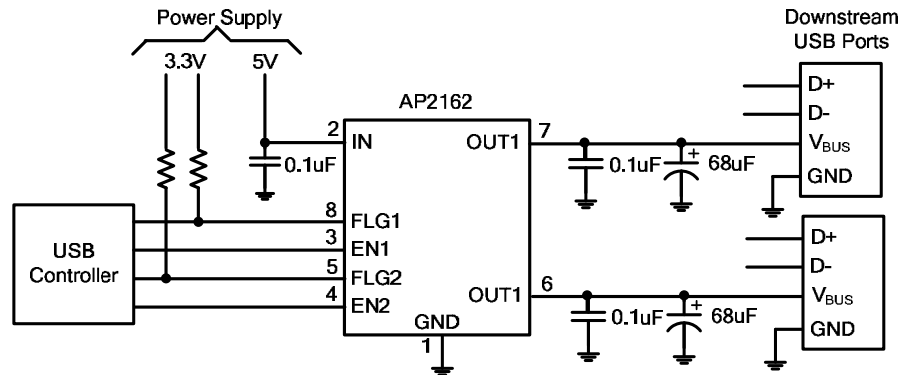 Power Supply
3.3V
5V
Downstream
USB Ports
AP2162
D+
D-
VBUS
GND
2
IN
OUT1
7
0.1uF
0.1uF
68uF
+
USB
Controller
8
FLG1
3
EN1
5
FLG2
4
EN2
OUT1
6
GND
1
0.1uF
68uF
+
D+
D-
VBUS
GND